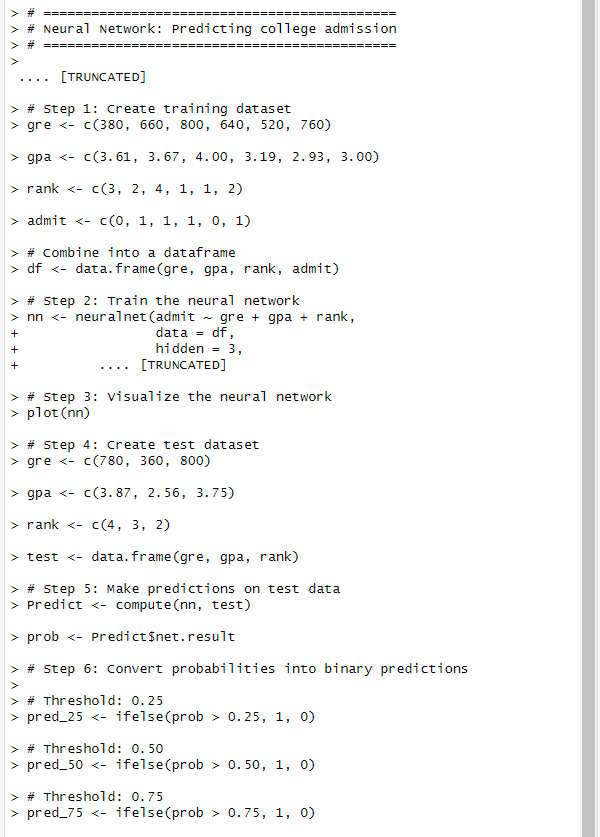 > # ============================================
> # Neural Network: Predicting college admission
> # ============================================
>
.... [TRUNCATED]
> # Step 1: Create training dataset
> gre <- c(380, 660, 800, 640, 520, 760)
> gpa <- c(3.61, 3.67, 4.00, 3.19, 2.93, 3.00)
> rank <- c(3, 2, 4, 1, 1, 2)
> admit <- c(0, 1, 1, 1, 0, 1)
> # Combine into a dataframe
> df <- data.frame(gre, gpa, rank, admit)
> # Step 2: Train the neural network
> nn <- neuralnet(admit ~ gre + gpa + rank,
+                 data = df,
+                 hidden = 3,
+          .... [TRUNCATED]
> # Step 3: Visualize the neural network
> plot(nn)
> # Step 4: Create test dataset
> gre <- c(780, 360, 800)
> gpa <- c(3.87, 2.56, 3.75)
> rank <- c(4, 3, 2)
> test <- data.frame(gre, gpa, rank)
> # Step 5: Make predictions on test data
> Predict <- compute(nn, test)
> prob <- Predict$net.result
> # Step 6: Convert probabilities into binary predictions
>
> # Threshold: 0.25
> pred_25 <- ifelse(prob > 0.25, 1, 0)
> # Threshold: 0.50
> pred_50 <- ifelse(prob > 0.50, 1, 0)
> # Threshold: 0.75
> pred_75 <- ifelse(prob > 0.75, 1, 0)